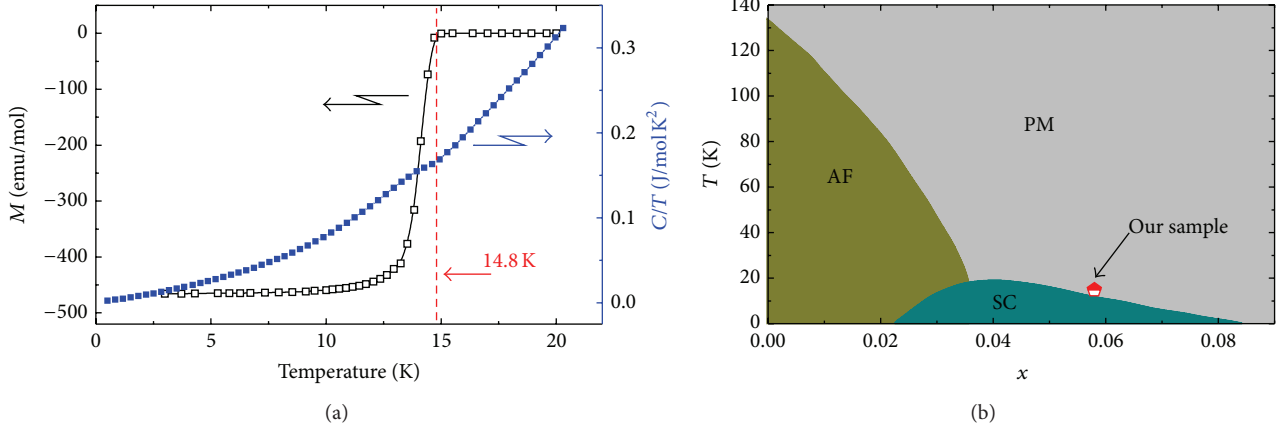 0
−100
−200
−300
−400
−500
M (emu/mol)
0 5 10 15 20
Temperature (K)
0.3
0.2
0.1
0.0
C/T (J/mol K²)
14.8 K
(a)
140
120
100
80
60
40
20
0
T (K)
PM
AF
Our sample
SC
0.00 0.02 0.04 0.06 0.08
x
(b)